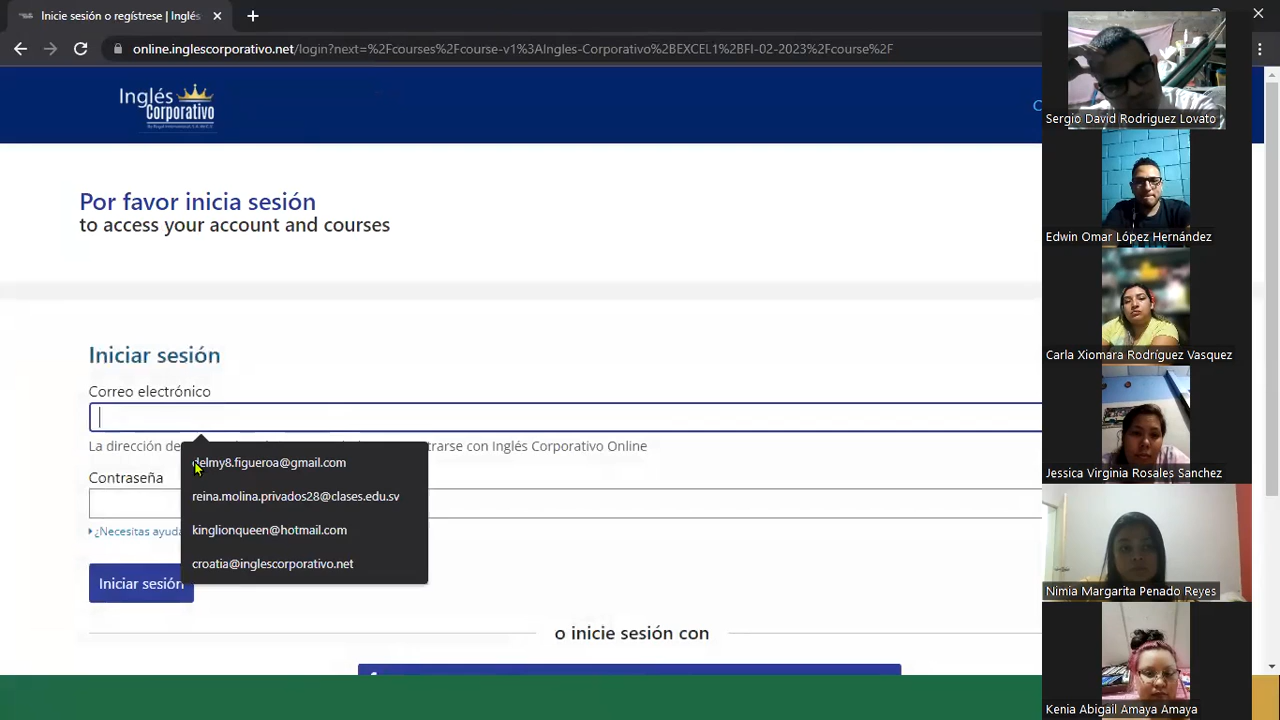 Inicie sesión o regístrese | Inglés
online.inglescorporativo.net/login?next=%2Fcourses%2Fcourse-v1%3AIngles-Corporativo%2BEXCEL1%2BFI-02-2023%2Fcourse%2F
Inglés
Corporativo
Por favor inicia sesión
to access your account and courses
Iniciar sesión
Correo electrónico
La dirección de
trarse con Inglés Corporativo Online
delmy8.figueroa@gmail.com
Contraseña
reina.molina.privados28@clases.edu.sv
¿Necesitas ayuda
kinglionqueen@hotmail.com
croatia@inglescorporativo.net
Iniciar sesión
o inicie sesión con
Sergio David Rodriguez Lovato
Edwin Omar López Hernández
Carla Xiomara Rodríguez Vasquez
Jessica Virginia Rosales Sanchez
Nimia Margarita Penado Reyes
Kenia Abigail Amaya Amaya